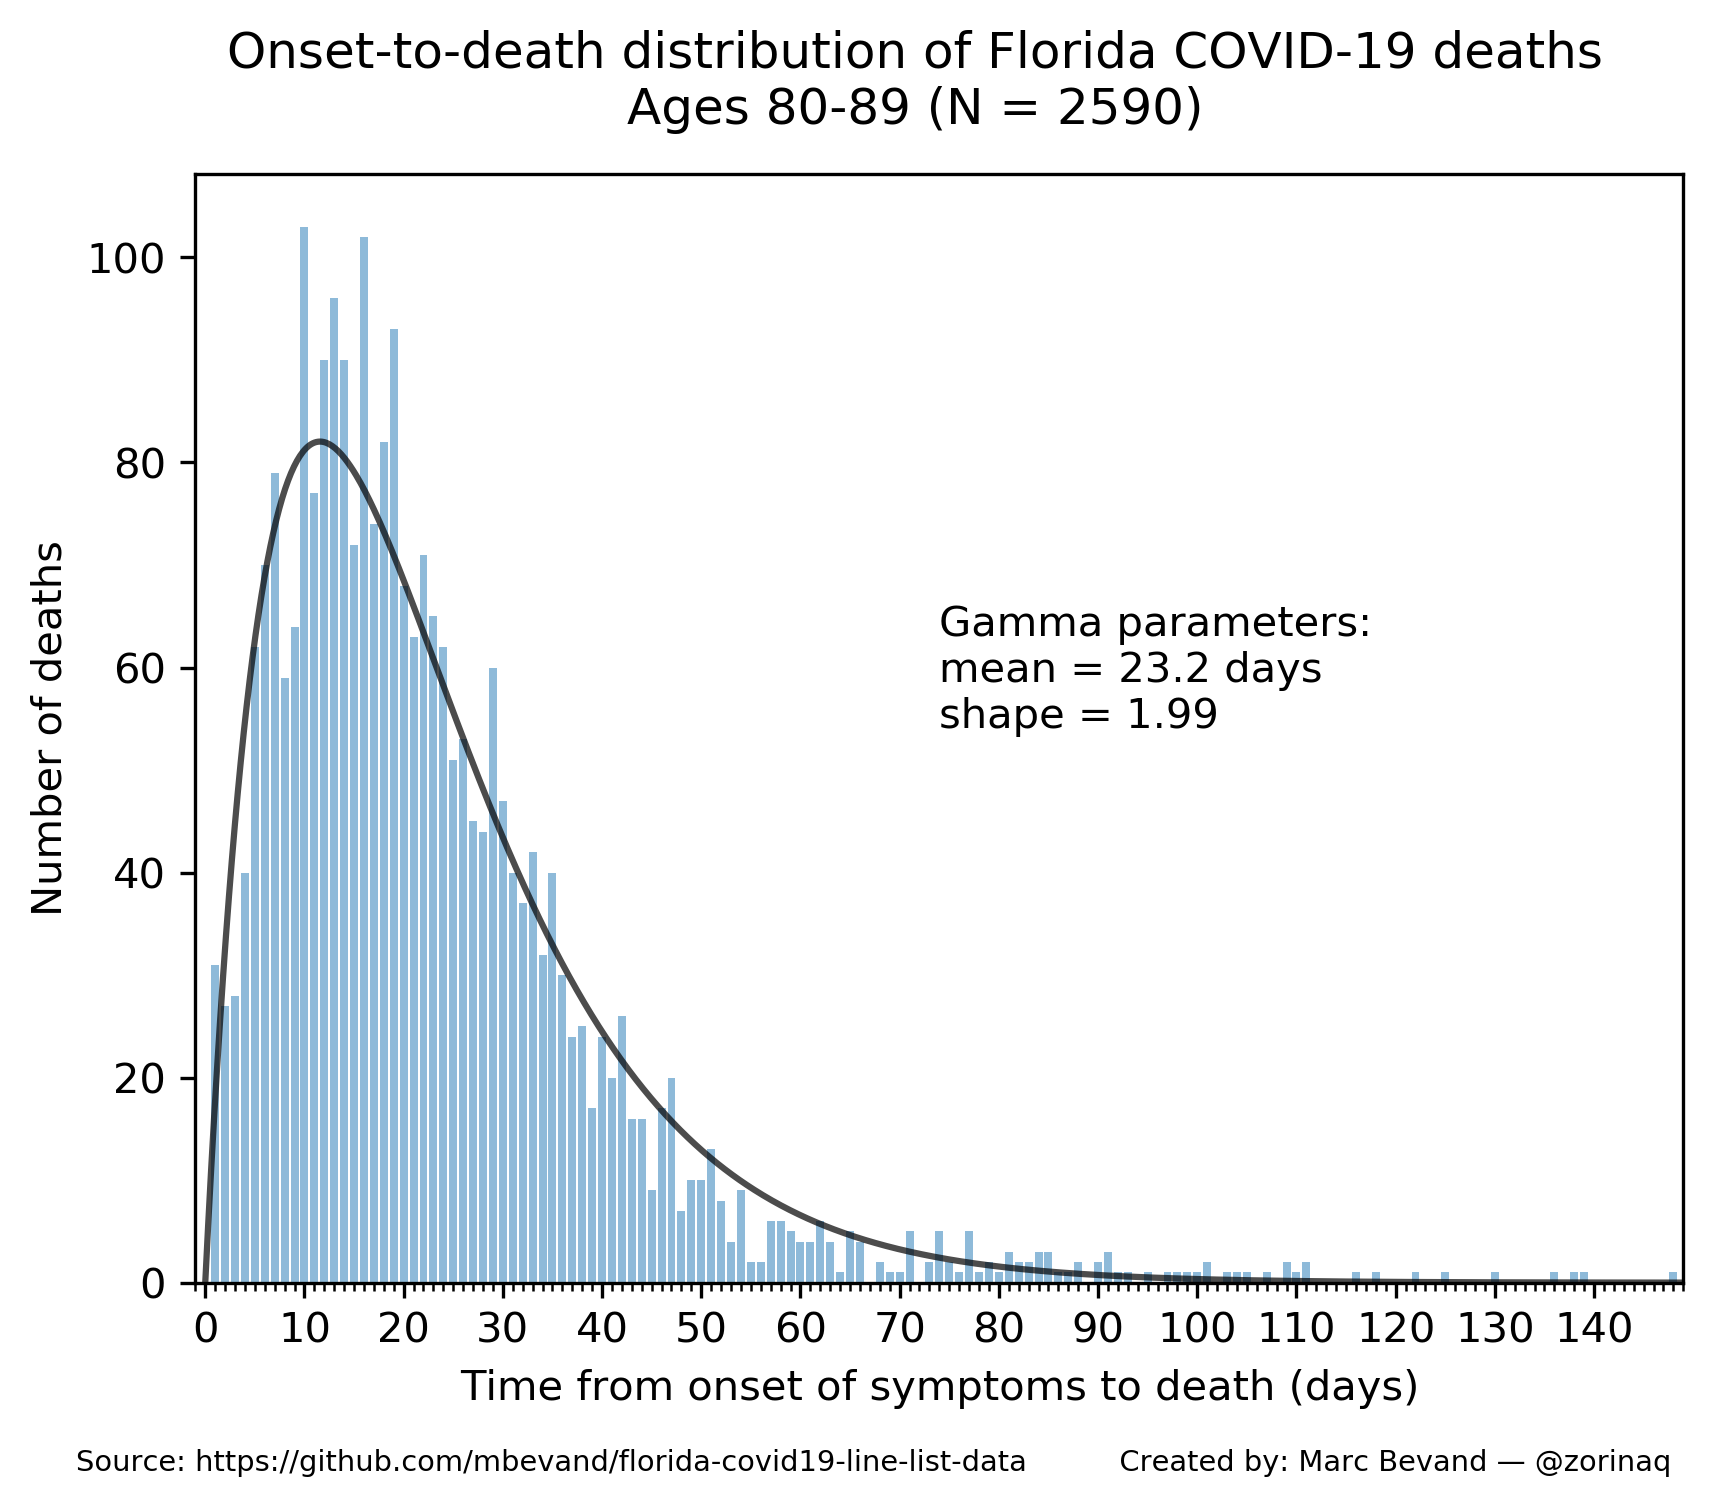 Onset-to-death distribution of Florida COVID-19 deaths
Ages 80-89 (N = 2590)
Number of deaths
100
80
60
40
20
0
Gamma parameters:
mean = 23.2 days
shape = 1.99
0 10 20 30 40 50 60 70 80 90 100 110 120 130 140
Time from onset of symptoms to death (days)
Source: https://github.com/mbevand/florida-covid19-line-list-data Created by: Marc Bevand — @zorinaq